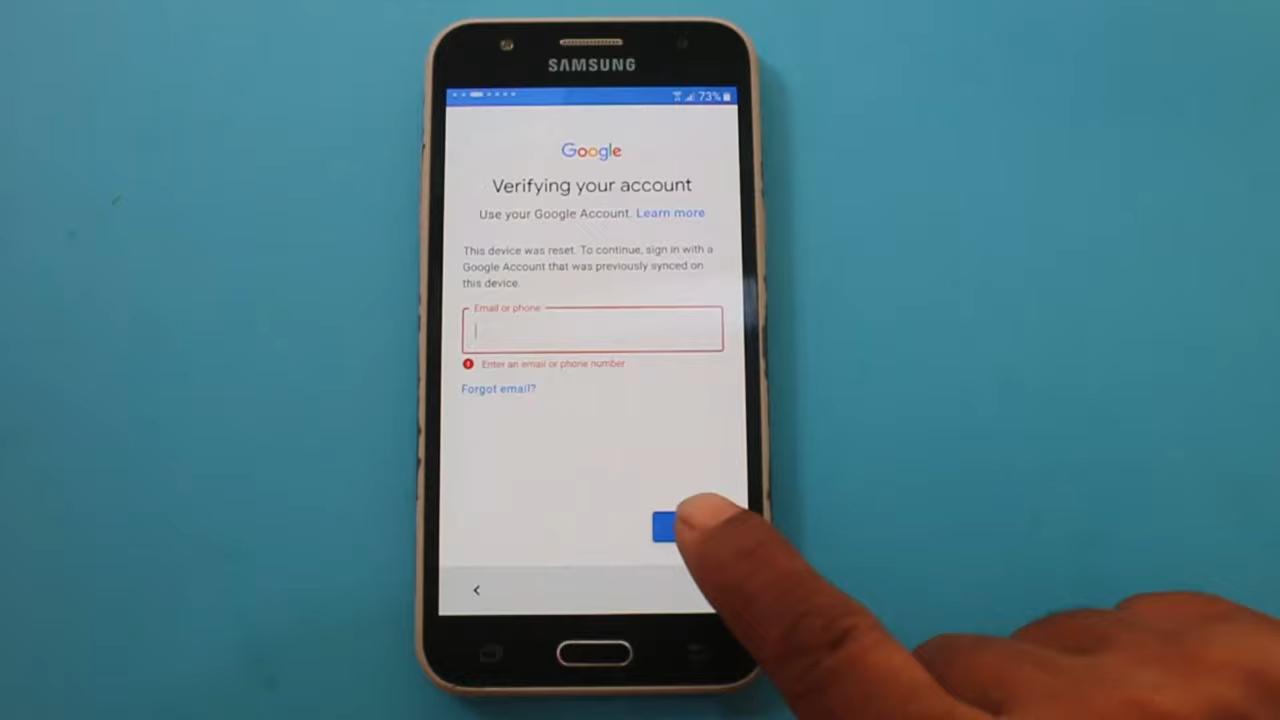 SAMSUNG
73%
Google
Verifying your account
Use your Google Account. Learn more
This device was reset. To continue, sign in with a
Google Account that was previously synced on
this device.
Email or phone
Enter an email or phone number
Forgot email?